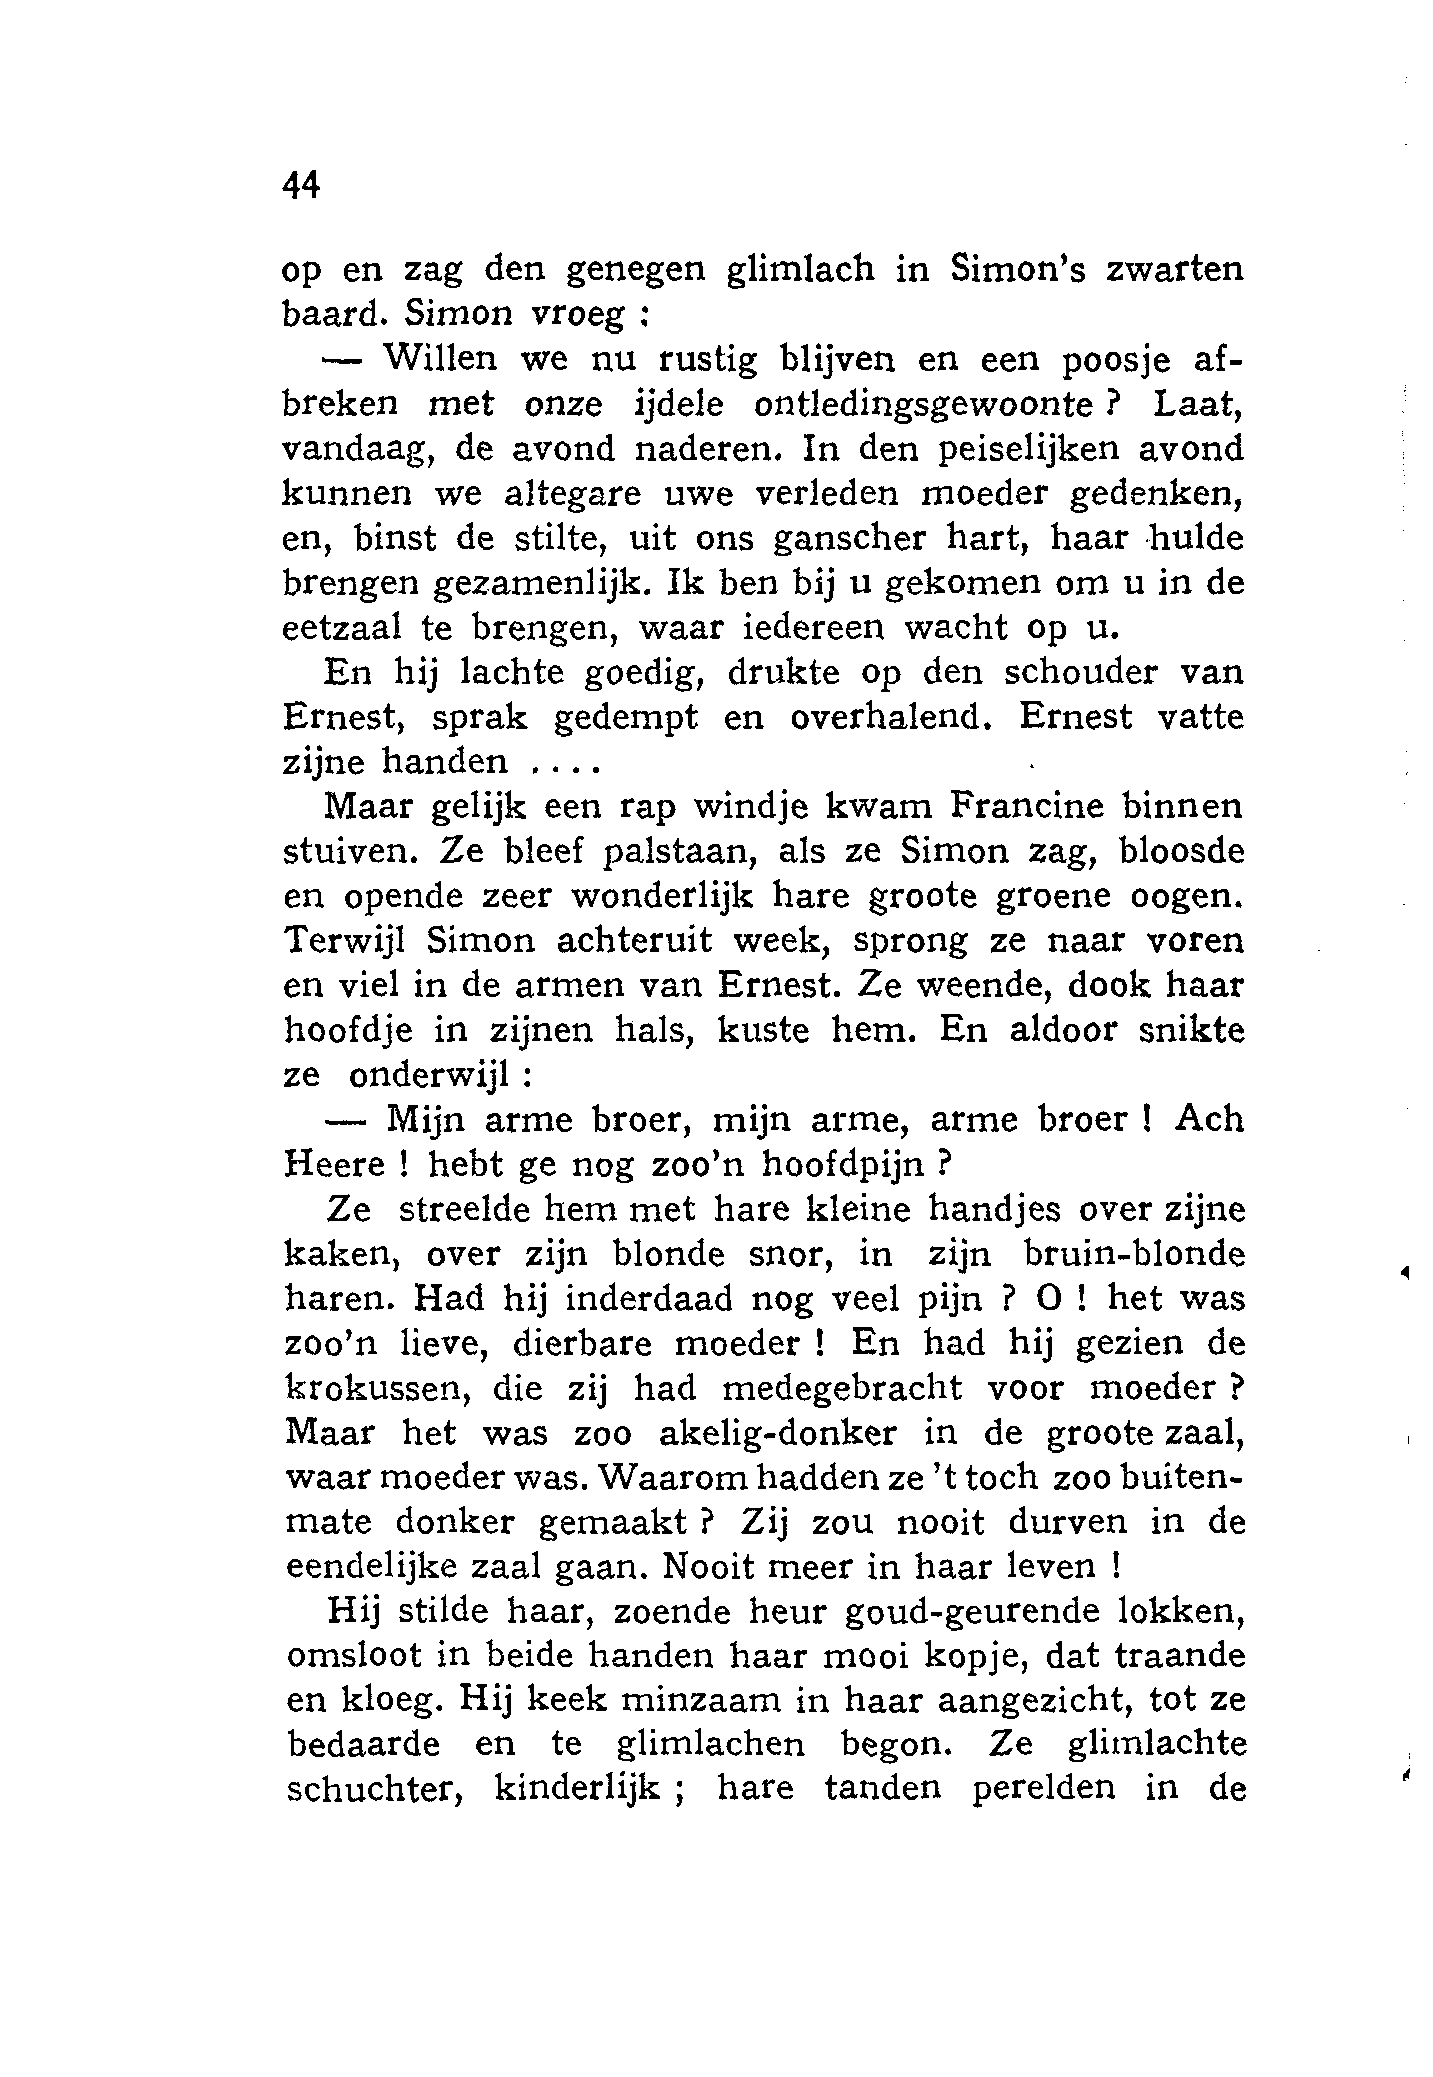 44
op en zag den genegen glimlach in Simon's zwarten
baard. Simon vroeg :
— Willen we nu rustig blijven en een poosje af-
breken met onze ijdele ontledingsgewoonte ? Laat,
vandaag, de avond naderen. In den peiselijken avond
kunnen we altegare uwe verleden moeder gedenken,
en, binst de stilte, uit ons ganscher hart, haar hulde
brengen gezamenlijk. Ik ben bij u gekomen om u in de
eetzaal te brengen, waar iedereen wacht op u.
En hij lachte goedig, drukte op den schouder van
Ernest, sprak gedempt en overhalend. Ernest vatte
zijne handen ....
Maar gelijk een rap windje kwam Francine binnen
stuiven. Ze bleef palstaan, als ze Simon zag, bloosde
en opende zeer wonderlijk hare groote groene oogen.
Terwijl Simon achteruit week, sprong ze naar voren
en viel in de armen van Ernest. Ze weende, dook haar
hoofdje in zijnen hals, kuste hem. En aldoor snikte
ze onderwijl :
— Mijn arme broer, mijn arme, arme broer ! Ach
Heere ! hebt ge nog zoo'n hoofdpijn ?
Ze streelde hem met hare kleine handjes over zijne
kaken, over zijn blonde snor, in zijn bruin-blonde
haren. Had hij inderdaad nog veel pijn ? O ! het was
zoo'n lieve, dierbare moeder ! En had hij gezien de
krokussen, die zij had medegebracht voor moeder ?
Maar het was zoo akelig-donker in de groote zaal,
waar moeder was. Waarom hadden ze 't toch zoo buiten-
mate donker gemaakt ? Zij zou nooit durven in de
eendelijke zaal gaan. Nooit meer in haar leven !
Hij stilde haar, zoende heur goud-geurende lokken,
omsloot in beide handen haar mooi kopje, dat traande
en kloeg. Hij keek minzaam in haar aangezicht, tot ze
bedaarde en te glimlachen begon. Ze glimlachte
schuchter, kinderlijk ; hare tanden perelden in de